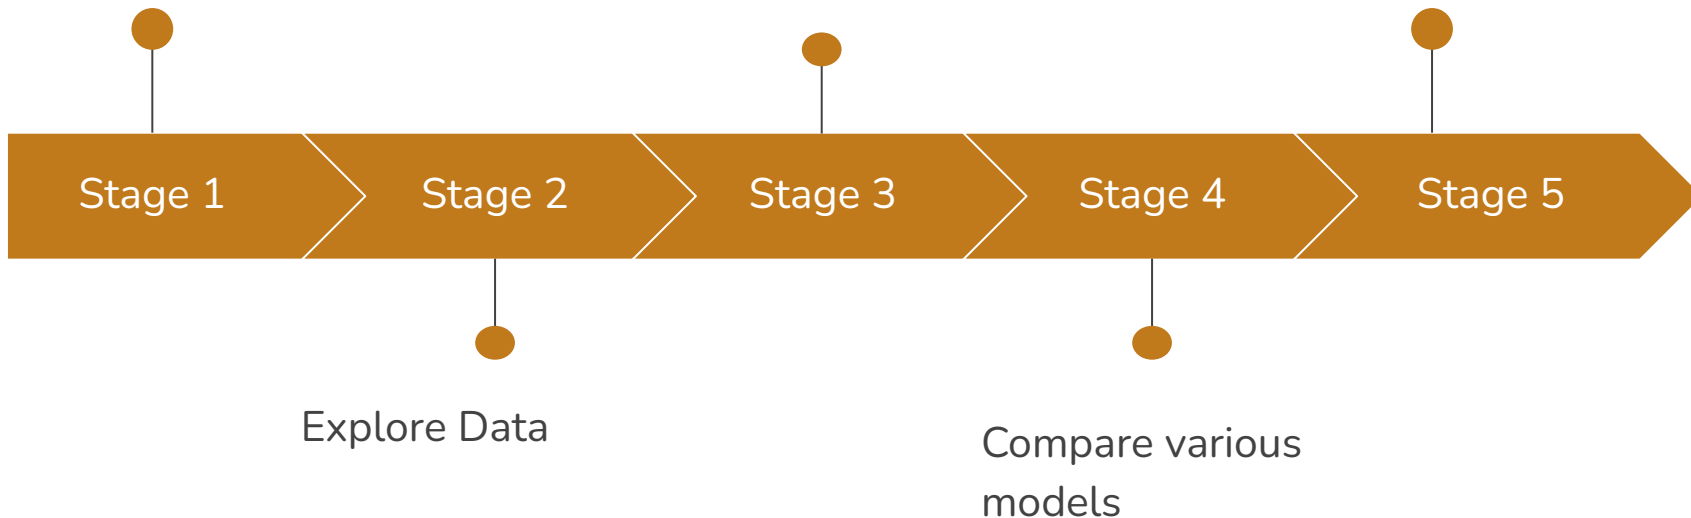 Stage 1
Stage 2
Stage 3
Stage 4
Stage 5
Explore Data
Compare various
models